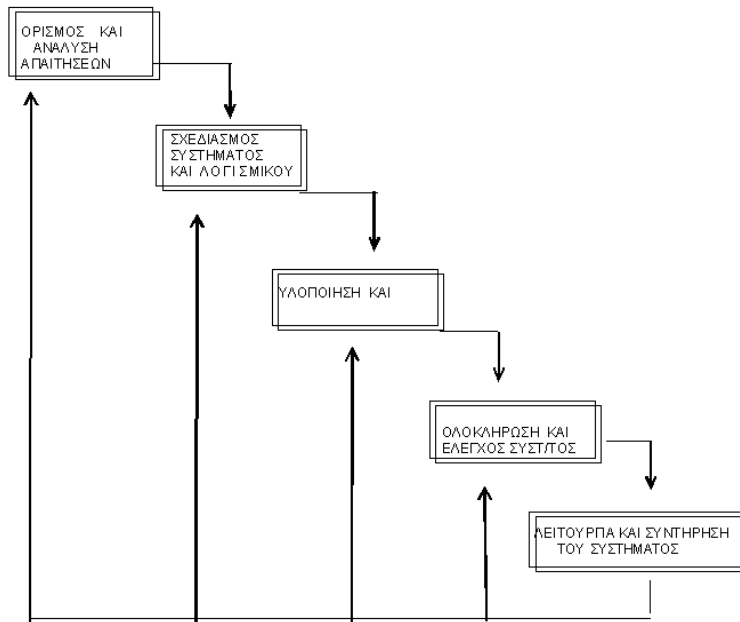 ΟΡΙΣΜΟΣ ΚΑΙ
ΑΝΑΛΥΣΗ
ΑΠΑΙΤΗΣΕΩΝ
ΣΧΕΔΙΑΣΜΟΣ
ΣΥΣΤΗΜΑΤΟΣ
ΚΑΙ ΛΟΓΙΣΜΙΚΟΥ
ΥΛΟΠΟΙΗΣΗ ΚΑΙ
ΟΛΟΚΛΗΡΩΣΗ ΚΑΙ
ΕΛΕΓΧΟΣ ΣΥΣΤ/ΤΟΣ
ΛΕΙΤΟΥΡΓΙΑ ΚΑΙ ΣΥΝΤΗΡΗΣΗ
ΤΟΥ ΣΥΣΤΗΜΑΤΟΣ